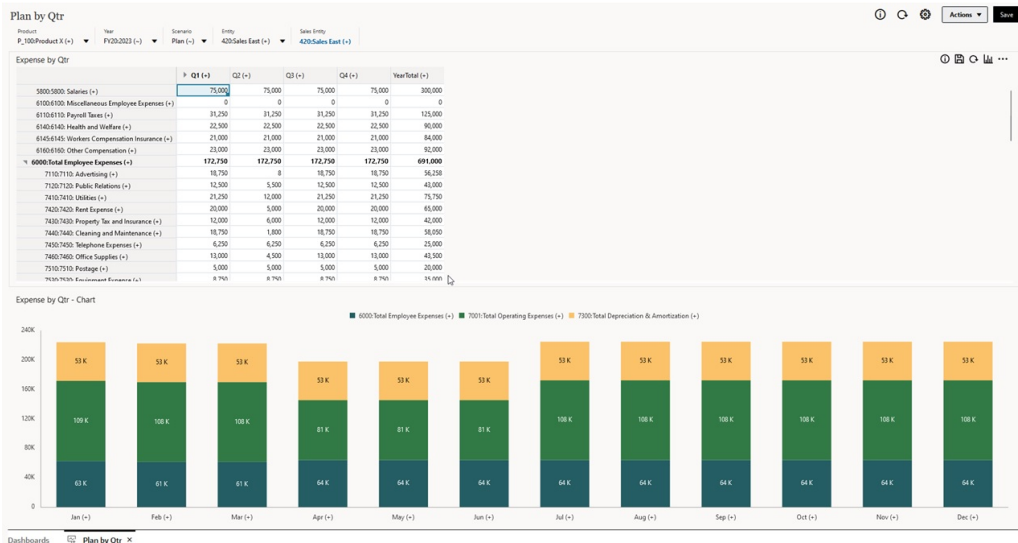 Plan by Qtr
Actions ▼ Save
Product Year Scenario Entity Sales Entity
P_100:Product X (+) ▼ FY20:2023 (~) ▼ Plan (~) ▼ 420:Sales East (+) ▼ 420:Sales East (+)
Expense by Qtr
Q1 (+) Q2 (+) Q3 (+) Q4 (+) YearTotal (+)
5800:5800: Salaries (+) 75,000 75,000 75,000 75,000 300,000
6100:6100: Miscellaneous Employee Expenses (+) 0 0 0 0 0
6110:6110: Payroll Taxes (+) 31,250 31,250 31,250 31,250 125,000
6140:6140: Health and Welfare (+) 22,500 22,500 22,500 22,500 90,000
6145:6145: Workers Compensation Insurance (+) 21,000 21,000 21,000 21,000 84,000
6160:6160: Other Compensation (+) 23,000 23,000 23,000 23,000 92,000
6000:Total Employee Expenses (+) 172,750 172,750 172,750 172,750 691,000
7110:7110: Advertising (+) 18,750 8 18,750 18,750 56,258
7120:7120: Public Relations (+) 12,500 5,500 12,500 12,500 43,000
7410:7410: Utilities (+) 21,250 12,000 21,250 21,250 75,750
7420:7420: Rent Expense (+) 20,000 5,000 20,000 20,000 65,000
7430:7430: Property Tax and Insurance (+) 12,000 6,000 12,000 12,000 42,000
7440:7440: Cleaning and Maintenance (+) 18,750 1,800 18,750 18,750 58,050
7450:7450: Telephone Expenses (+) 6,250 6,250 6,250 6,250 25,000
7460:7460: Office Supplies (+) 13,000 4,500 13,000 13,000 43,500
7510:7510: Postage (+) 5,000 5,000 5,000 5,000 20,000
7530:7530: Equipment Expense (+) 8,750 8,750 8,750 8,750 35,000
Expense by Qtr - Chart
6000:Total Employee Expenses (+) 7001:Total Operating Expenses (+) 7300:Total Depreciation & Amortization (+)
240K
200K
160K
120K
80K
40K
0
53 K 53 K 53 K 53 K 53 K 53 K 53 K 53 K 53 K 53 K 53 K 53 K
109 K 108 K 108 K 81 K 81 K 81 K 108 K 108 K 108 K 108 K 108 K 108 K
63 K 61 K 61 K 64 K 64 K 64 K 64 K 64 K 64 K 64 K 64 K 64 K
Jan (+) Feb (+) Mar (+) Apr (+) May (+) Jun (+) Jul (+) Aug (+) Sep (+) Oct (+) Nov (+) Dec (+)
Dashboards Plan by Qtr ×